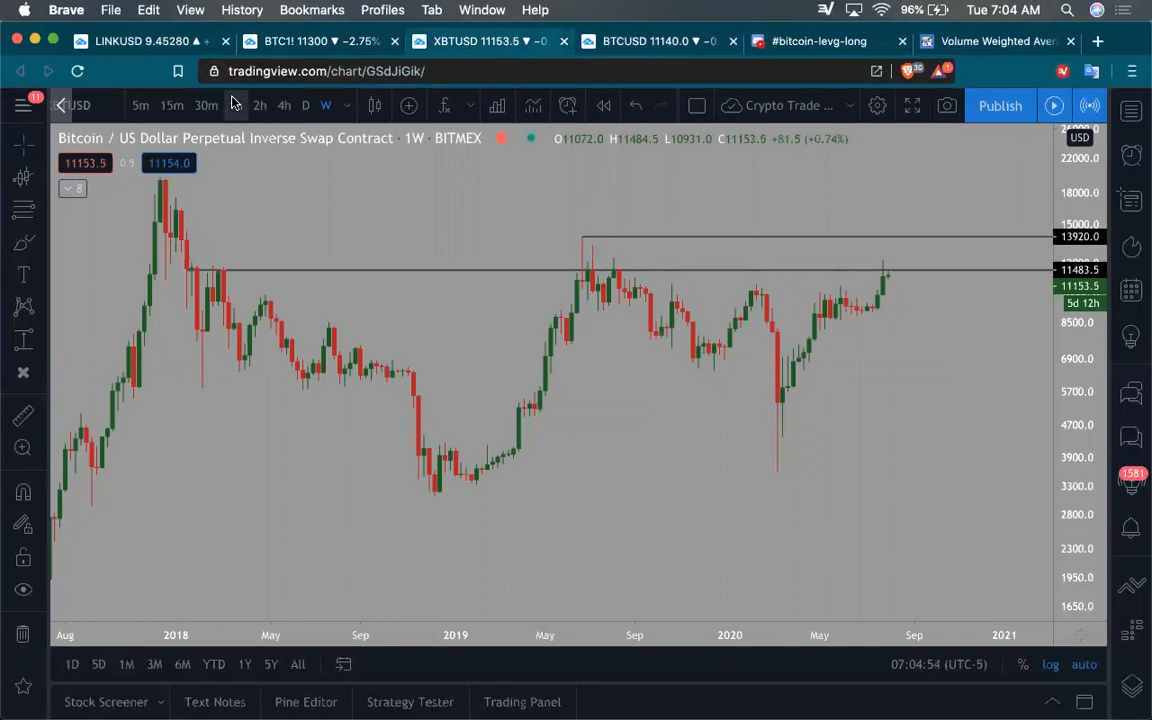 Brave File Edit View History Bookmarks Profiles Tab Window Help 96% Tue 7:04 AM
LINKUSD 9.45280 ▲ + BTC1! 11300 ▼ −2.75% XBTUSD 11153.5 ▼ −0. BTCUSD 11140.0 ▼ −0 #bitcoin-levg-long Volume Weighted Aver
tradingview.com/chart/GSdJiGik/ 30
11 TUSD 5m 15m 30m 2h 4h D W Crypto Trade ... Publish
Bitcoin / US Dollar Perpetual Inverse Swap Contract · 1W · BITMEX O11072.0 H11484.5 L10931.0 C11152.5 +81.5 (+0.74%) USD
22000.0
11153.5 0.5 11154.0
8
18000.0
15000.0
13920.0
11483.5
11153.5
5d 12h
8500.0
6900.0
5700.0
4700.0
3900.0
1581
3300.0
2800.0
2300.0
1950.0
1650.0
Aug 2018 May Sep 2019 May Sep 2020 May Sep 2021
1D 5D 1M 3M 6M YTD 1Y 5Y All 07:04:54 (UTC-5) % log auto
Stock Screener Text Notes Pine Editor Strategy Tester Trading Panel